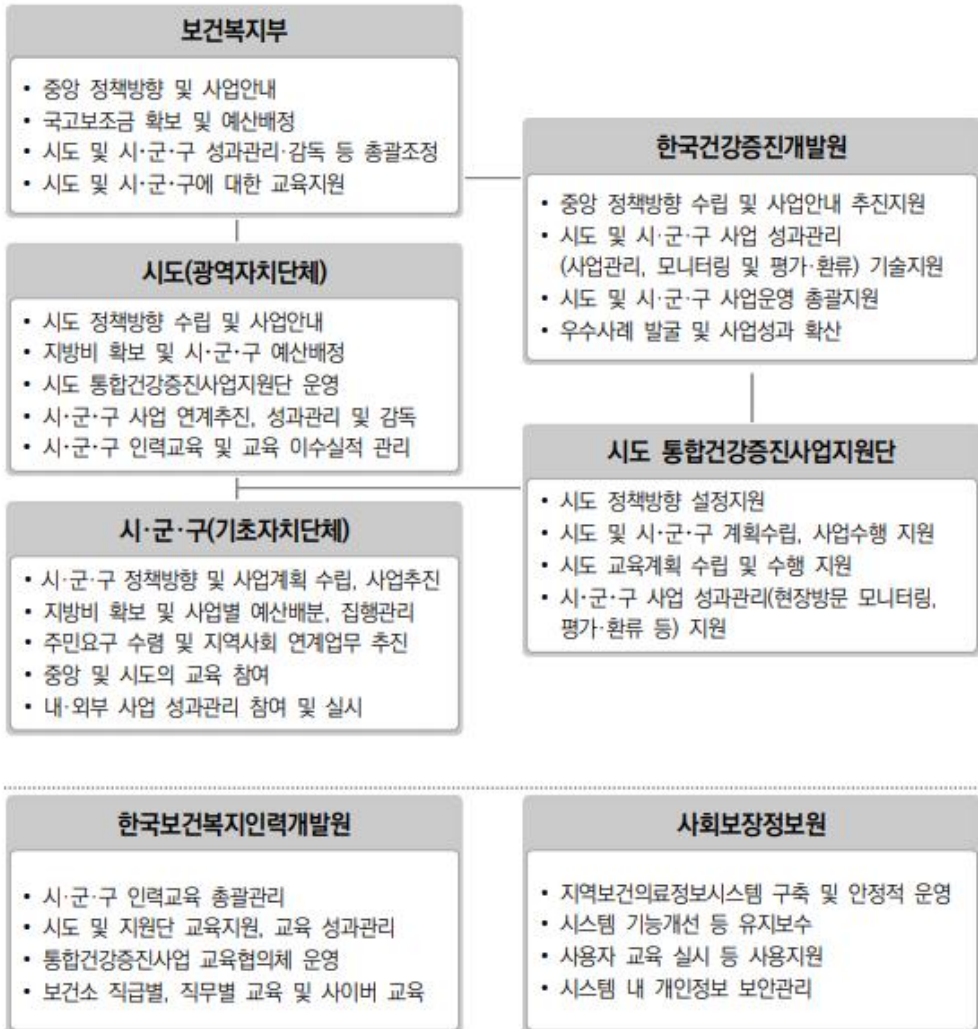 보건복지부
• 중앙 정책방향 및 사업안내
• 국고보조금 확보 및 예산배정
• 시도 및 시·군·구 성과관리·감독 등 총괄조정
• 시도 및 시·군·구에 대한 교육지원
한국건강증진개발원
• 중앙 정책방향 수립 및 사업안내 추진지원
• 시도 및 시·군·구 사업 성과관리
(사업관리, 모니터링 및 평가·환류) 기술지원
• 시도 및 시·군·구 사업운영 총괄지원
• 우수사례 발굴 및 사업성과 확산
시도(광역자치단체)
• 시도 정책방향 수립 및 사업안내
• 지방비 확보 및 시·군·구 예산배정
• 시도 통합건강증진사업지원단 운영
• 시·군·구 사업 연계추진, 성과관리 및 감독
• 시·군·구 인력교육 및 교육 이수실적 관리
시도 통합건강증진사업지원단
• 시도 정책방향 설정지원
• 시도 및 시·군·구 계획수립, 사업수행 지원
• 시도 교육계획 수립 및 수행 지원
• 시·군·구 사업 성과관리(현장방문 모니터링,
평가·환류 등) 지원
시·군·구(기초자치단체)
• 시·군·구 정책방향 및 사업계획 수립, 사업추진
• 지방비 확보 및 사업별 예산배분, 집행관리
• 주민요구 수렴 및 지역사회 연계업무 추진
• 중앙 및 시도의 교육 참여
• 내·외부 사업 성과관리 참여 및 실시
한국보건복지인력개발원
• 시·군·구 인력교육 총괄관리
• 시도 및 지원단 교육지원, 교육 성과관리
• 통합건강증진사업 교육협의체 운영
• 보건소 직급별, 직무별 교육 및 사이버 교육
사회보장정보원
• 지역보건의료정보시스템 구축 및 안정적 운영
• 시스템 기능개선 등 유지보수
• 사용자 교육 실시 등 사용지원
• 시스템 내 개인정보 보안관리